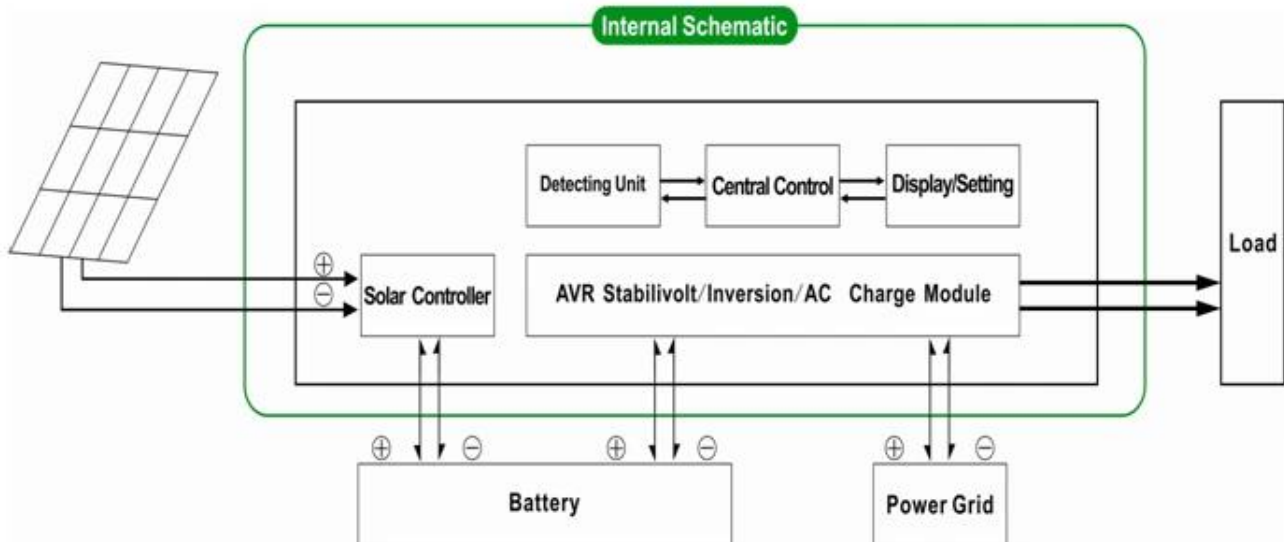 Internal Schematic
Detecting Unit
Central Control
Display/Setting
Load
⊕
⊖
Solar Controller
AVR Stabilivolt/Inversion/AC Charge Module
⊕
⊖
⊕
⊖
⊕
⊖
Battery
Power Grid